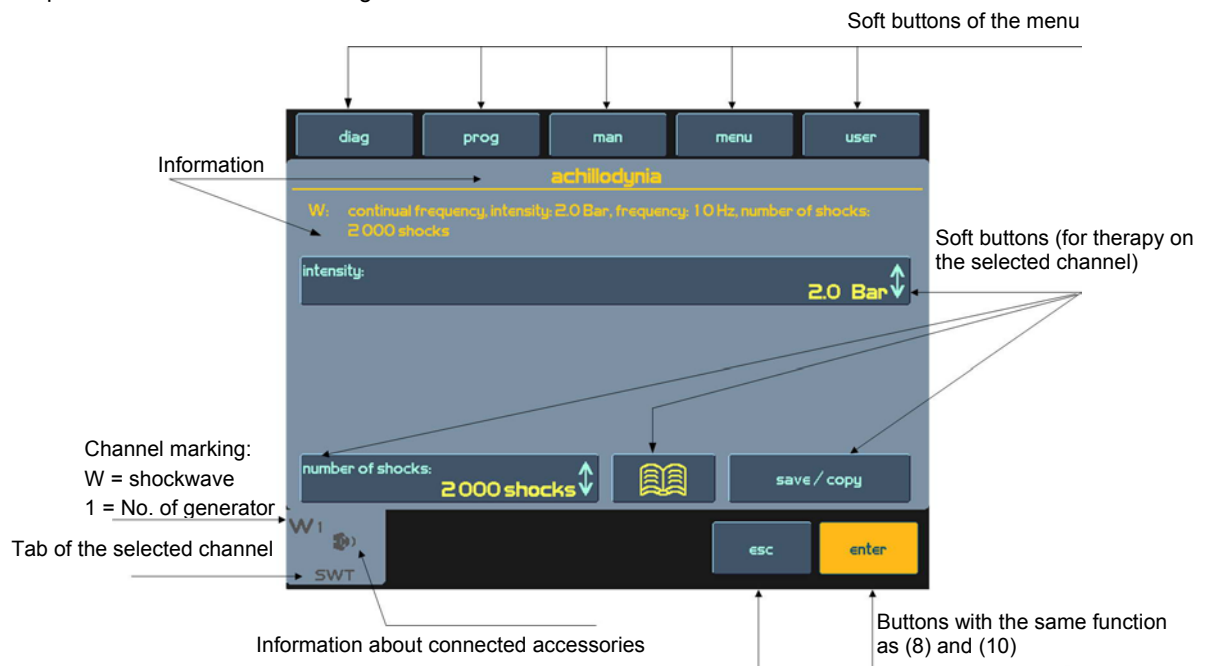 Soft buttons of the menu
diag
prog
man
menu
user
Information
achillodynia
W: continual frequency, intensity: 2.0 Bar, frequency: 10 Hz, number of shocks:
2 000 shocks
Soft buttons (for therapy on
the selected channel)
intensity:
2.0 Bar
Channel marking:
W = shockwave
1 = No. of generator
number of shocks:
2 000 shocks
save / copy
W 1
Tab of the selected channel
SWT
esc
enter
Information about connected accessories
Buttons with the same function
as (8) and (10)